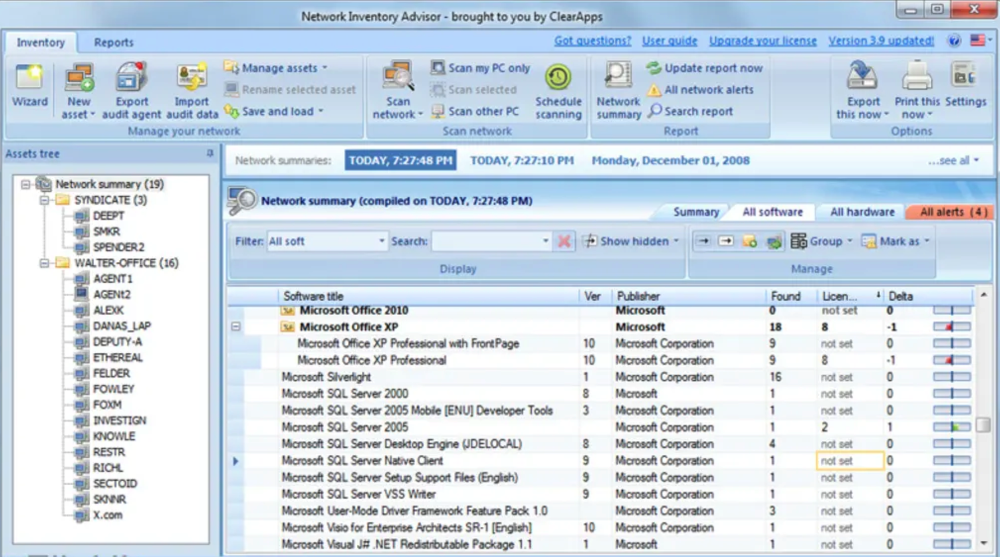 Network Inventory Advisor - brought to you by ClearApps
Inventory Reports Got questions? User guide Upgrade your license Version 3.9 updated!
Wizard
New asset
Export audit agent
Import audit data
Manage assets
Rename selected asset
Save and load
Manage your network
Scan network
Scan my PC only
Scan selected
Scan other PC
Schedule scanning
Scan network
Network summary
Update report now
All network alerts
Search report
Report
Export this now
Print this now
Settings
Options
Assets tree
Network summary (19)
SYNDICATE (3)
DEEPT
SMKR
SPENDER2
WALTER-OFFICE (16)
AGENT1
AGENt2
ALEXK
DANAS_LAP
DEPUTY-A
ETHEREAL
FELDER
FOWLEY
FOXM
INVESTIGN
KNOWLE
RESTR
RICHL
SECTOID
SKNNR
X.com
Network summaries: TODAY, 7:27:48 PM TODAY, 7:27:10 PM Monday, December 01, 2008 ...see all
Network summary (compiled on TODAY, 7:27:48 PM)
Summary All software All hardware All alerts (4)
Filter: All soft Search: Show hidden Group Mark as
Display Manage
Software title Ver Publisher Found Licen... Delta
Microsoft Office 2010 Microsoft 0 not set 0
Microsoft Office XP Microsoft 18 8 -1
Microsoft Office XP Professional with FrontPage 10 Microsoft Corporation 9 not set 0
Microsoft Office XP Professional 10 Microsoft Corporation 9 8 -1
Microsoft Silverlight 1 Microsoft Corporation 16 not set 0
Microsoft SQL Server 2000 8 Microsoft 1 not set 0
Microsoft SQL Server 2005 Mobile [ENU] Developer Tools 3 Microsoft Corporation 1 not set 0
Microsoft SQL Server 2005 Microsoft Corporation 1 2 1
Microsoft SQL Server Desktop Engine (JDELOCAL) 8 Microsoft Corporation 4 not set 0
Microsoft SQL Server Native Client 9 Microsoft Corporation 1 not set 0
Microsoft SQL Server Setup Support Files (English) 9 Microsoft Corporation 1 not set 0
Microsoft SQL Server VSS Writer 9 Microsoft Corporation 1 not set 0
Microsoft User-Mode Driver Framework Feature Pack 1.0 Microsoft Corporation 3 not set 0
Microsoft Visio for Enterprise Architects SR-1 [English] 10 Microsoft Corporation 1 not set 0
Microsoft Visual J# .NET Redistributable Package 1.1 1 Microsoft 1 not set 0